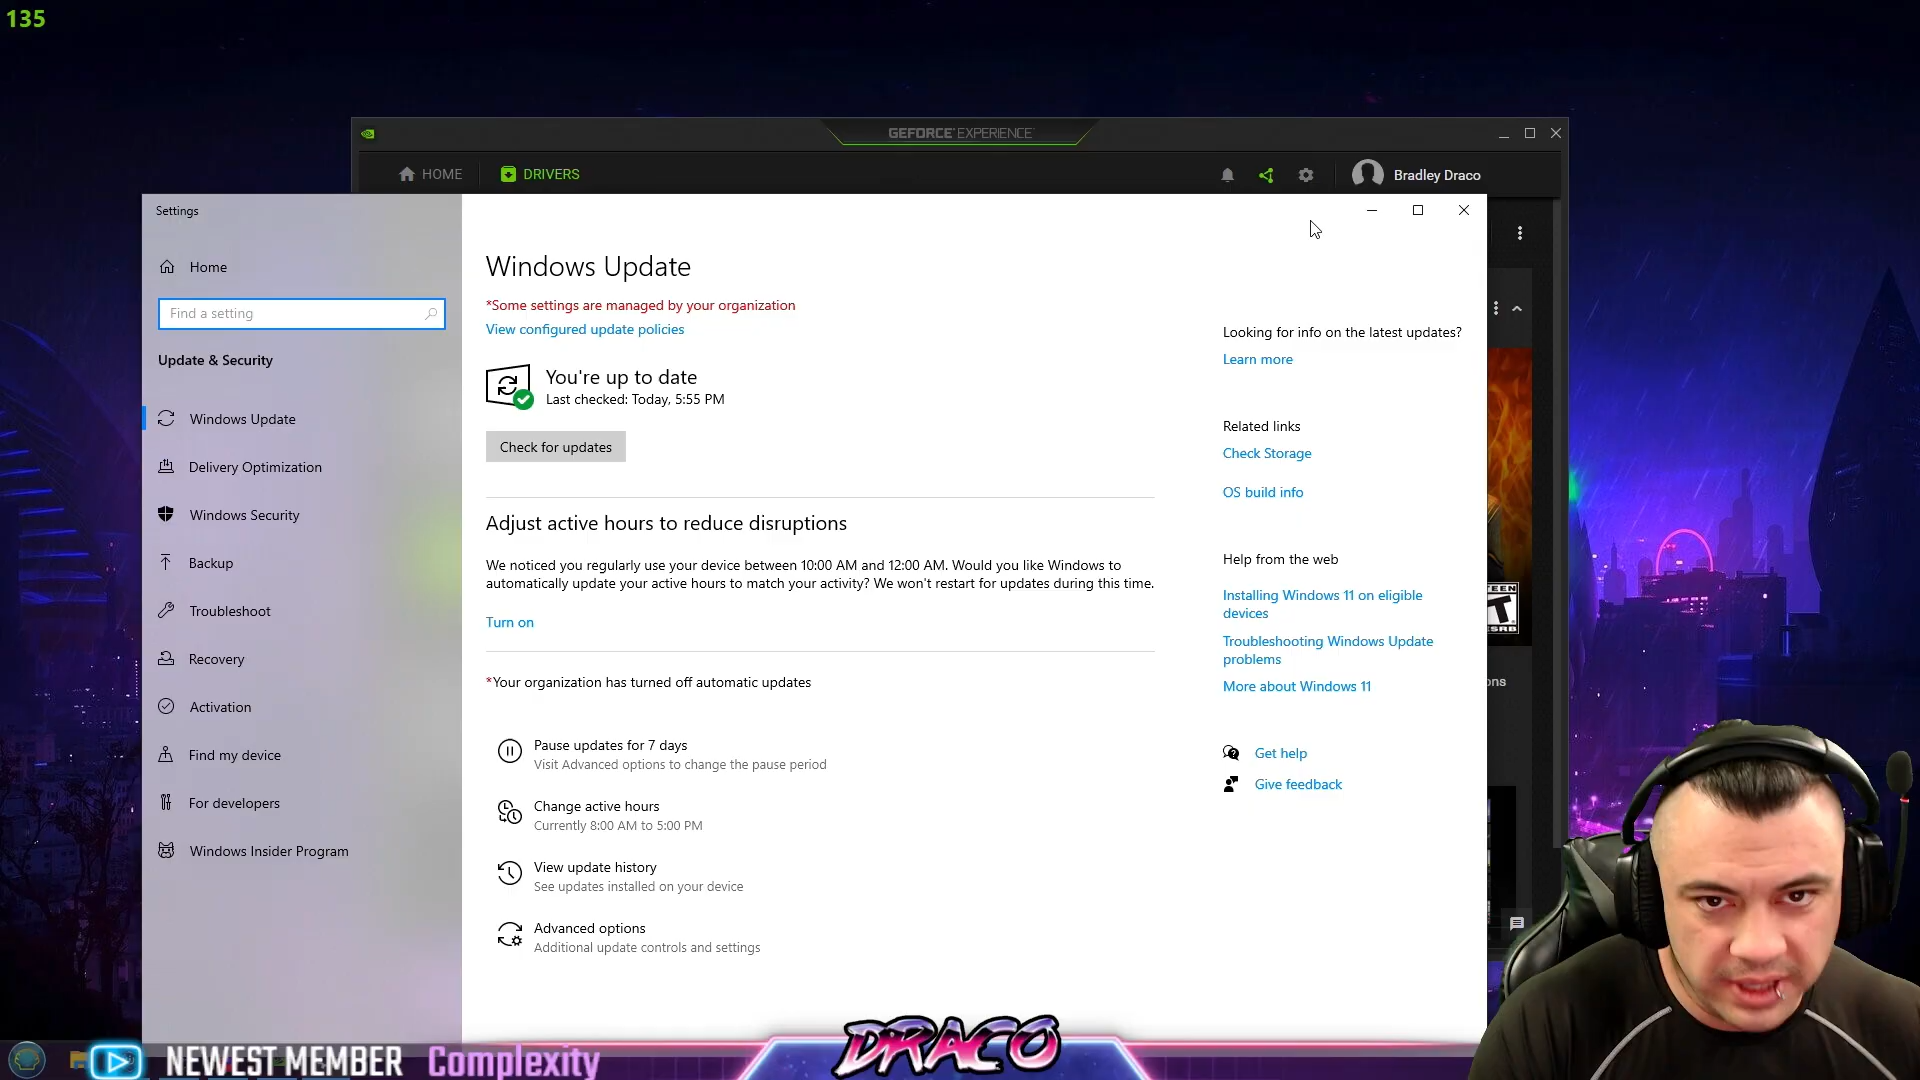 135
GEFORCE EXPERIENCE
HOME
DRIVERS
Bradley Draco
Settings
Home
Find a setting
Update & Security
Windows Update
Delivery Optimization
Windows Security
Backup
Troubleshoot
Recovery
Activation
Find my device
For developers
Windows Insider Program
Windows Update
*Some settings are managed by your organization
View configured update policies
You're up to date
Last checked: Today, 5:55 PM
Check for updates
Adjust active hours to reduce disruptions
We noticed you regularly use your device between 10:00 AM and 12:00 AM. Would you like Windows to
automatically update your active hours to match your activity? We won't restart for updates during this time.
Turn on
*Your organization has turned off automatic updates
Pause updates for 7 days
Visit Advanced options to change the pause period
Change active hours
Currently 8:00 AM to 5:00 PM
View update history
See updates installed on your device
Advanced options
Additional update controls and settings
Looking for info on the latest updates?
Learn more
Related links
Check Storage
OS build info
Help from the web
Installing Windows 11 on eligible
devices
Troubleshooting Windows Update
problems
More about Windows 11
Get help
Give feedback
TEEN
T
ESRB
ons
NEWEST MEMBER Complexity
DRACO